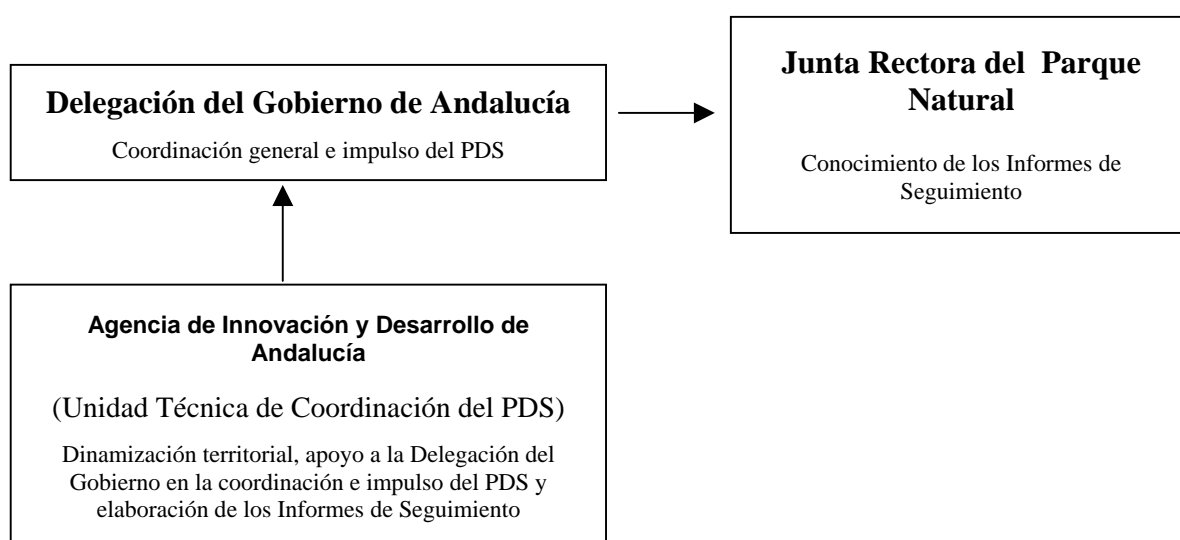 Delegación del Gobierno de Andalucía
Coordinación general e impulso del PDS
Junta Rectora del Parque
Natural
Conocimiento de los Informes de
Seguimiento
Agencia de Innovación y Desarrollo de
Andalucía
(Unidad Técnica de Coordinación del PDS)
Dinamización territorial, apoyo a la Delegación del
Gobierno en la coordinación e impulso del PDS y
elaboración de los Informes de Seguimiento